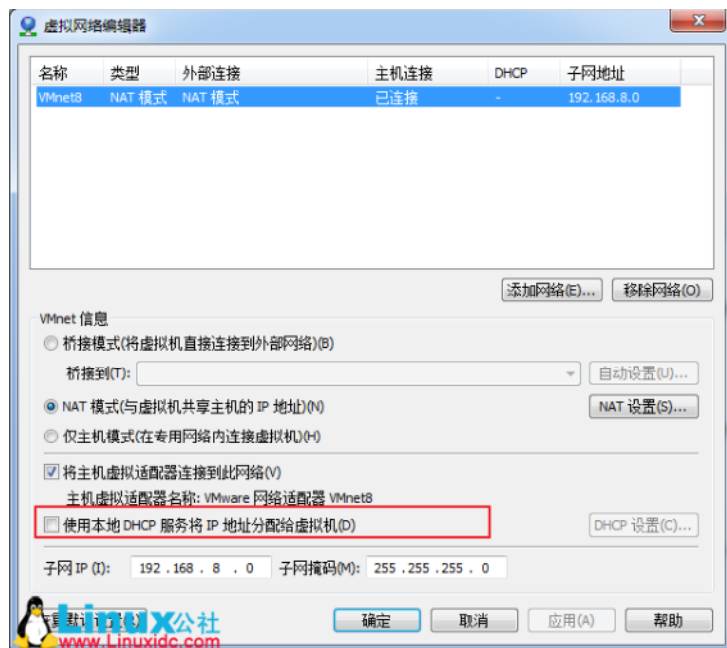 虚拟网络编辑器
名称 类型 外部连接 主机连接 DHCP 子网地址
VMnet8 NAT 模式 NAT 模式 已连接 - 192.168.8.0
添加网络(E)... 移除网络(O)
VMnet 信息
桥接模式(将虚拟机直接连接到外部网络)(B)
桥接到(T): 自动设置(U)...
NAT 模式(与虚拟机共享主机的 IP 地址)(N) NAT 设置(S)...
仅主机模式(在专用网络内连接虚拟机)(H)
将主机虚拟适配器连接到此网络(V)
主机虚拟适配器名称: VMware 网络适配器 VMnet8
使用本地 DHCP 服务将 IP 地址分配给虚拟机(D) DHCP 设置(C)...
子网 IP (I): 192 . 168 . 8 . 0 子网掩码(M): 255 . 255 . 255 . 0
确定 取消 应用(A) 帮助
Linux公社
www.Linuxidc.com